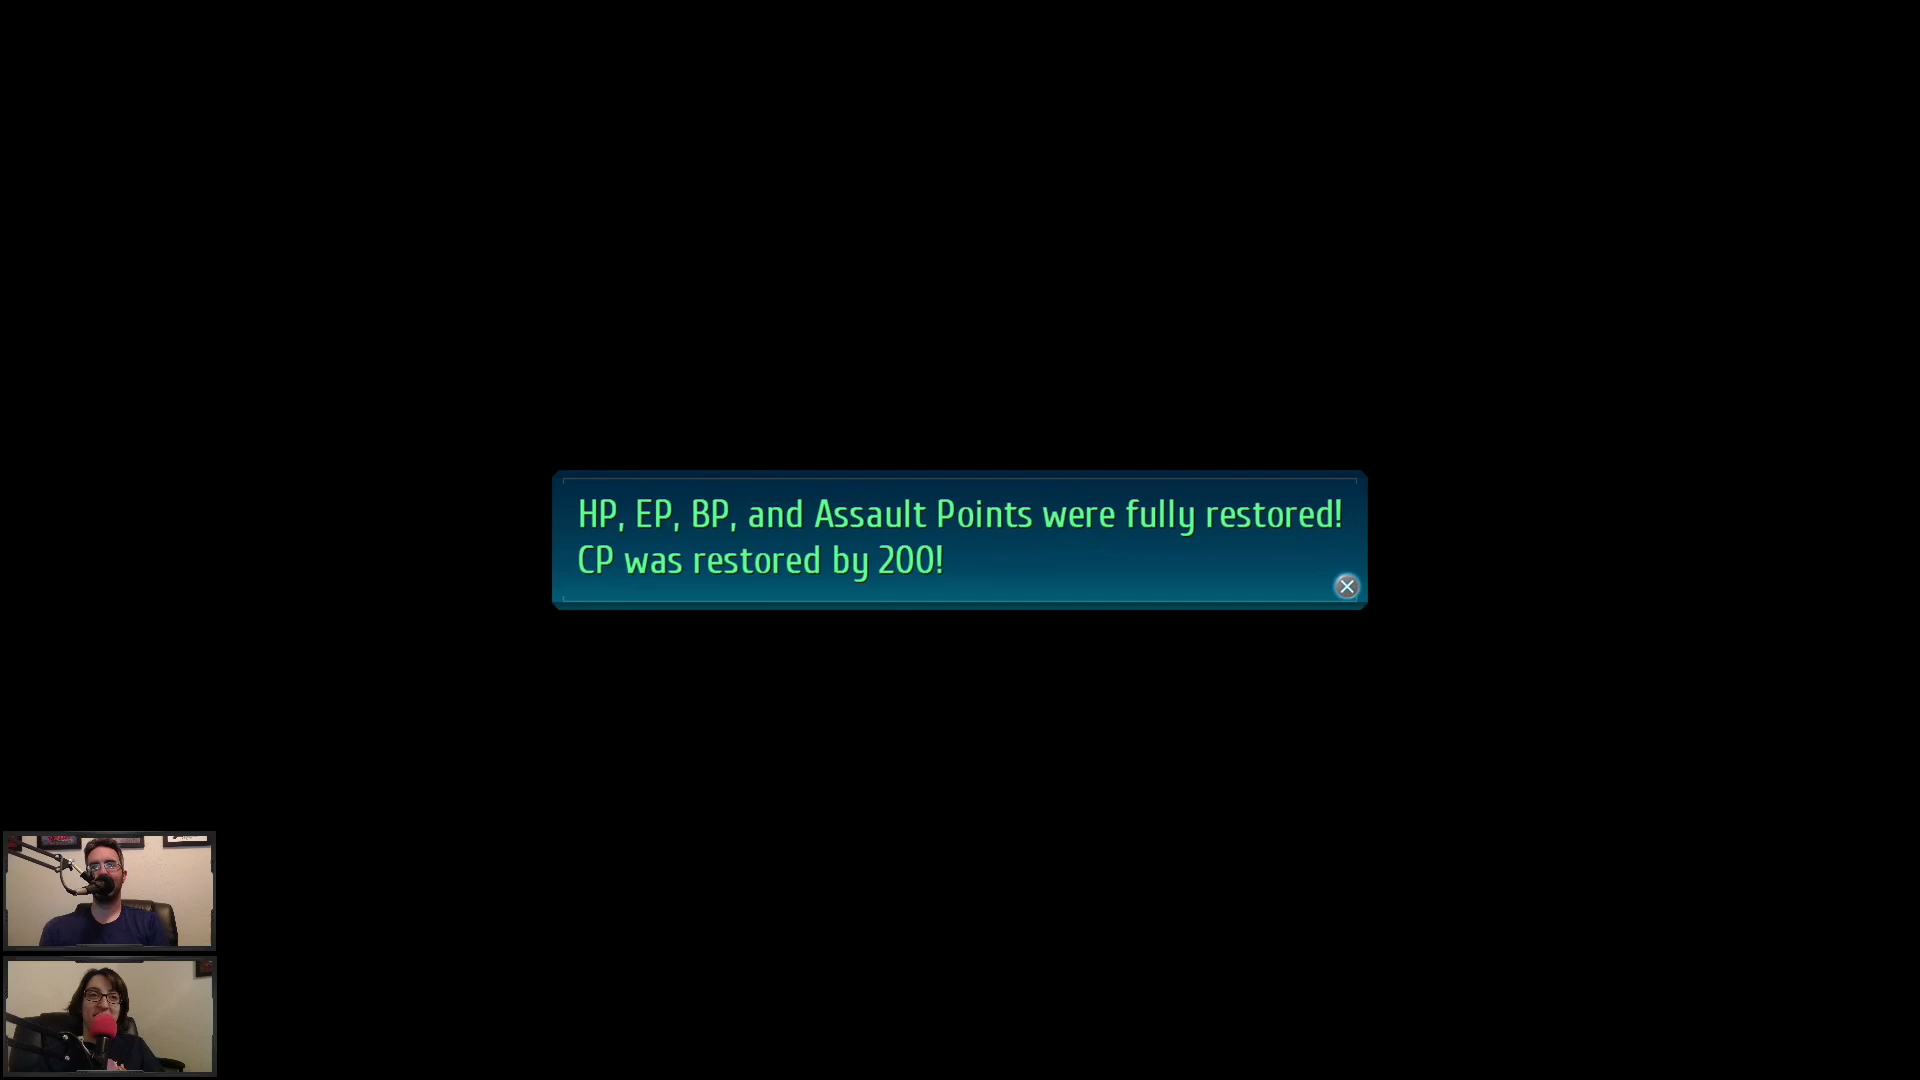 HP, EP, BP, and Assault Points were fully restored!
CP was restored by 200!